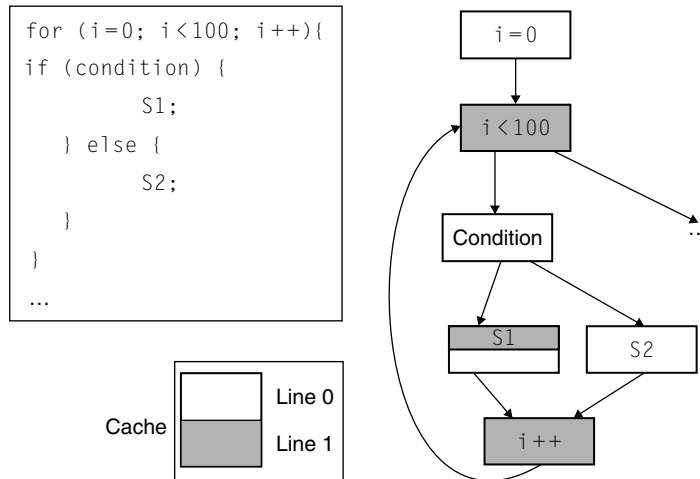 for (i=0; i<100; i++){
if (condition) {
S1;
} else {
S2;
}
}
...
Cache
Line 0
Line 1
i=0
i<100
Condition
..
S1
S2
i++